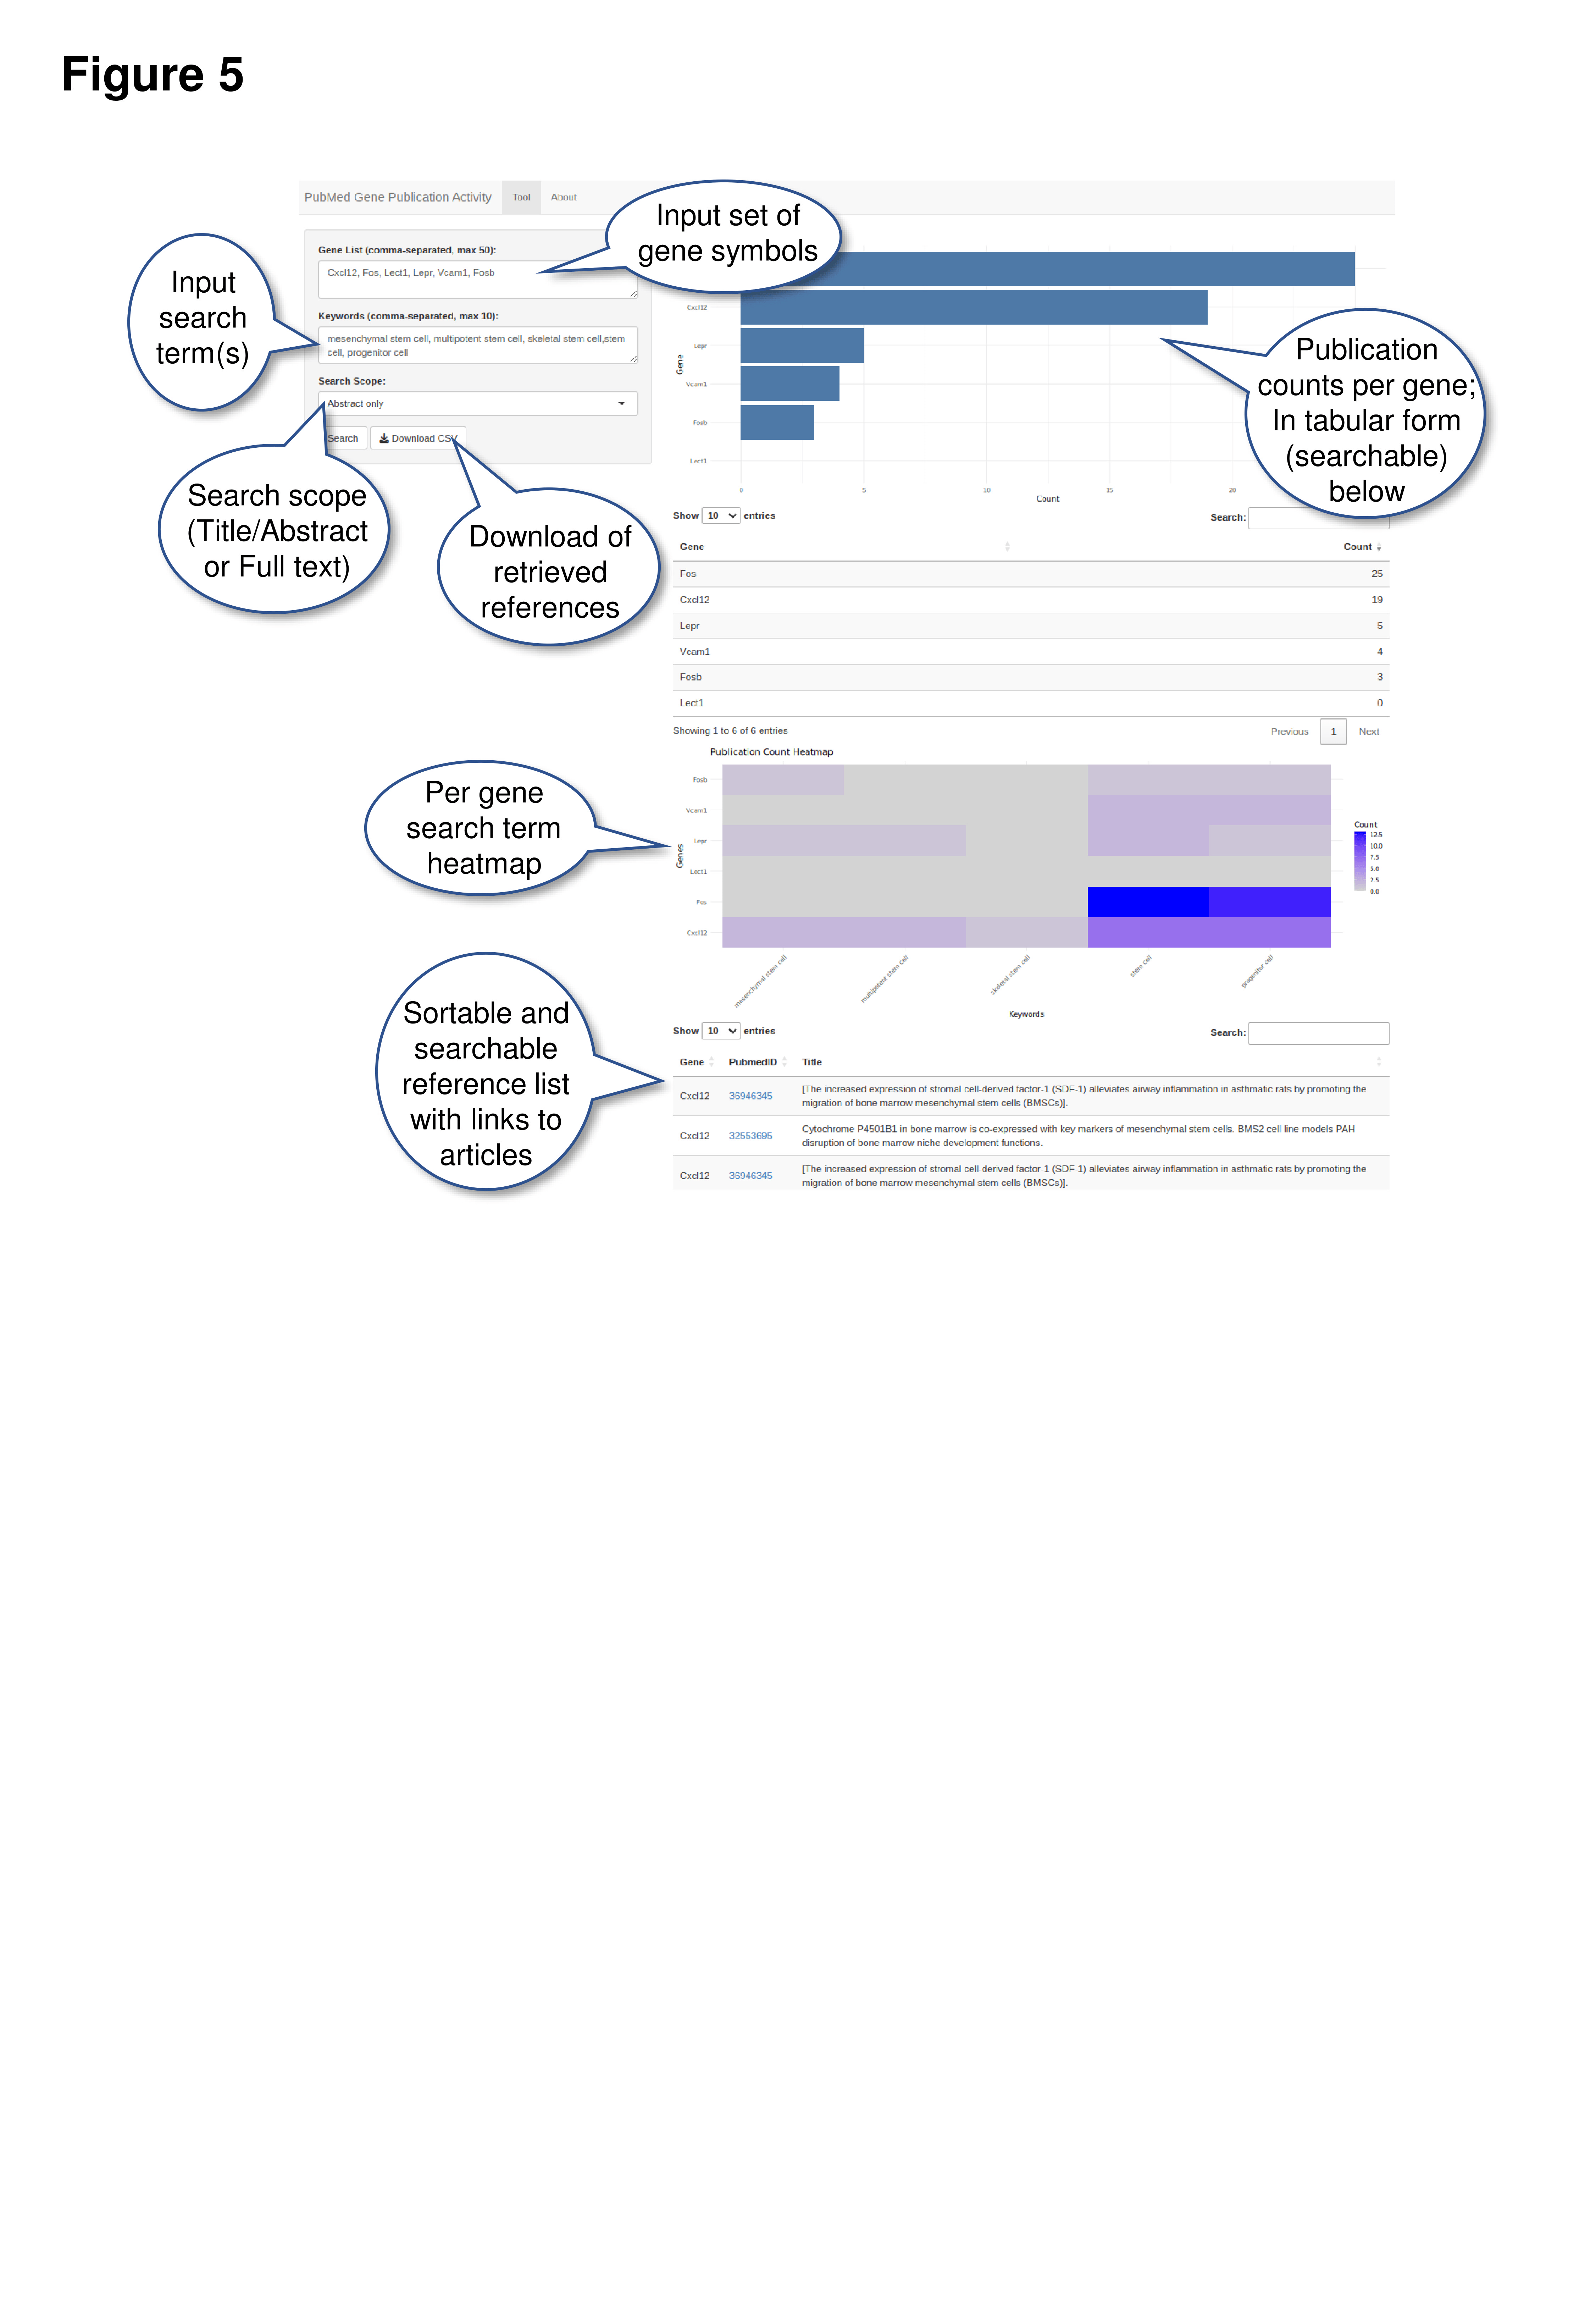 Figure 5
PubMed Gene Publication Activity
Tool
About
Input set of
gene symbols
Input
search
term(s)
Gene List (comma-separated, max 50):
Cxcl12, Fos, Lect1, Lepr, Vcam1, Fosb
Keywords (comma-separated, max 10):
mesenchymal stem cell, multipotent stem cell, skeletal stem cell,stem
cell, progenitor cell
Search Scope:
Abstract only
Search
Download CSV
Search scope
(Title/Abstract
or Full text)
Download of
retrieved
references
Gene
Cxcl12
Lepr
Vcam1
Fosb
Lect1
0
5
10
15
20
Count
Publication
counts per gene;
In tabular form
(searchable)
below
Show 10 entries
Search:
Gene Count
Fos 25
Cxcl12 19
Lepr 5
Vcam1 4
Fosb 3
Lect1 0
Showing 1 to 6 of 6 entries
Previous 1 Next
Publication Count Heatmap
Per gene
search term
heatmap
Genes
Fosb
Vcam1
Lepr
Lect1
Fos
Cxcl12
mesenchymal stem cell
multipotent stem cell
skeletal stem cell
stem cell
progenitor cell
Keywords
Count
12.5
10.0
7.5
5.0
2.5
0.0
Sortable and
searchable
reference list
with links to
articles
Show 10 entries
Search:
Gene PubmedID Title
Cxcl12 36946345 [The increased expression of stromal cell-derived factor-1 (SDF-1) alleviates airway inflammation in asthmatic rats by promoting the
migration of bone marrow mesenchymal stem cells (BMSCs)].
Cxcl12 32553695 Cytochrome P4501B1 in bone marrow is co-expressed with key markers of mesenchymal stem cells. BMS2 cell line models PAH
disruption of bone marrow niche development functions.
Cxcl12 36946345 [The increased expression of stromal cell-derived factor-1 (SDF-1) alleviates airway inflammation in asthmatic rats by promoting the
migration of bone marrow mesenchymal stem cells (BMSCs)].